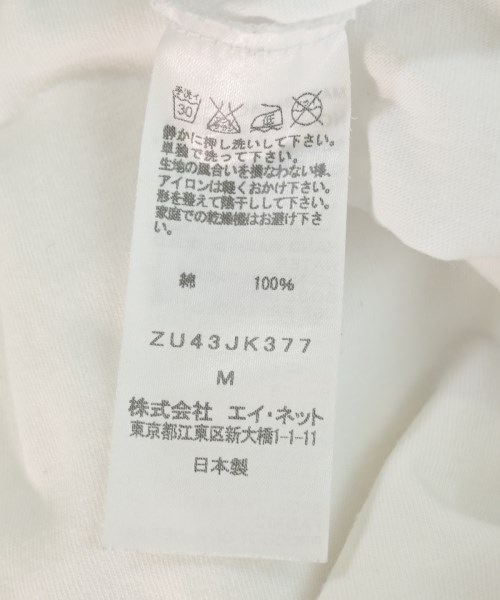 手洗イ
30
静かに押し洗いして下さい。
単独で洗って下さい。
生地の風合いを損なわない様、
アイロンは軽くおかけ下さい。
形を整えて陰干しして下さい。
家庭での乾燥機はお避け下さ
い。
綿 100%
ZU43JK377
M
株式会社 エイ・ネット
東京都江東区新大橋1-1-11
日本製